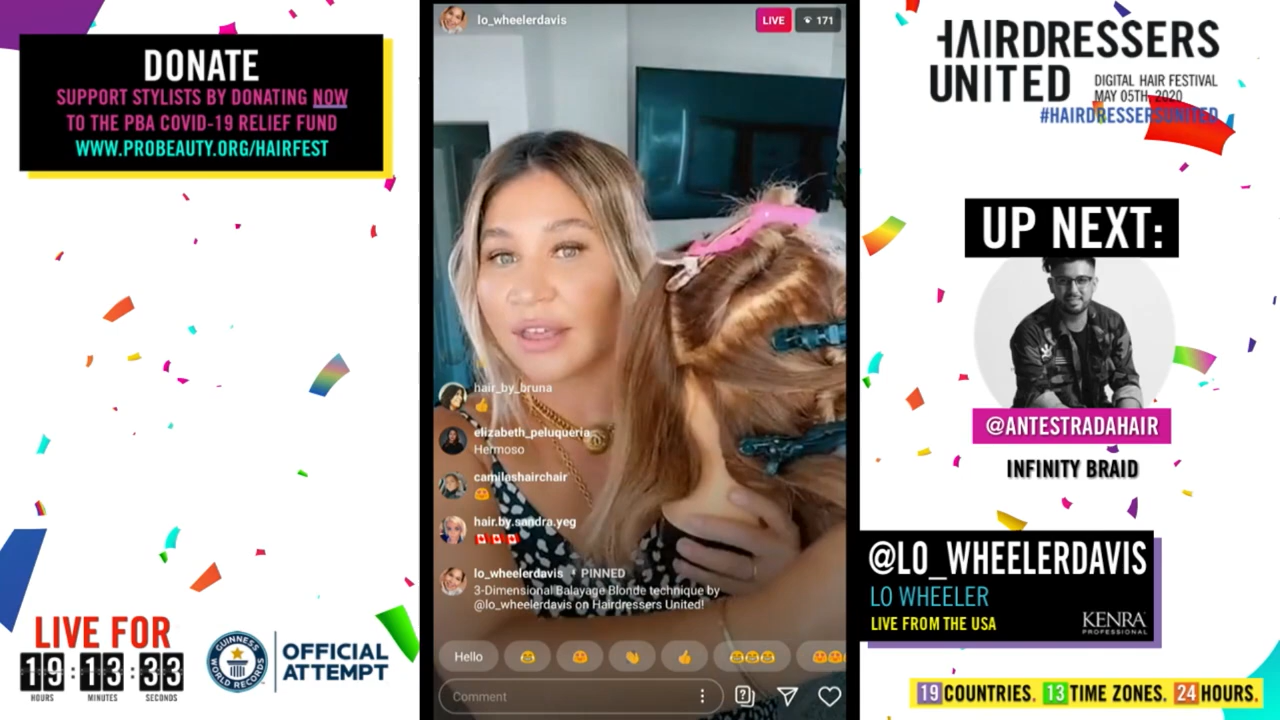 DONATE
SUPPORT STYLISTS BY DONATING NOW
TO THE PBA COVID-19 RELIEF FUND
WWW.PROBEAUTY.ORG/HAIRFEST
LIVE FOR
19:13:33
HOURS MINUTES SECONDS
GUINNESS WORLD RECORDS
OFFICIAL
ATTEMPT
lo_wheelerdavis
LIVE 171
hair_by_bruna
elizabeth_peluqueria...
Hermoso
camilashairchair
hair.by.sandra.yeg
lo_wheelerdavis PINNED
3-Dimensional Balayage Blonde technique by
@lo_wheelerdavis on Hairdressers United!
Hello
Comment
HAIRDRESSERS
UNITED
DIGITAL HAIR FESTIVAL
MAY 05TH, 2020
#HAIRDRESSERSUNITED
UP NEXT:
@ANTESTRADAHAIR
INFINITY BRAID
@LO_WHEELERDAVIS
LO WHEELER
LIVE FROM THE USA
KENRA
PROFESSIONAL
19 COUNTRIES. 13 TIME ZONES. 24 HOURS.